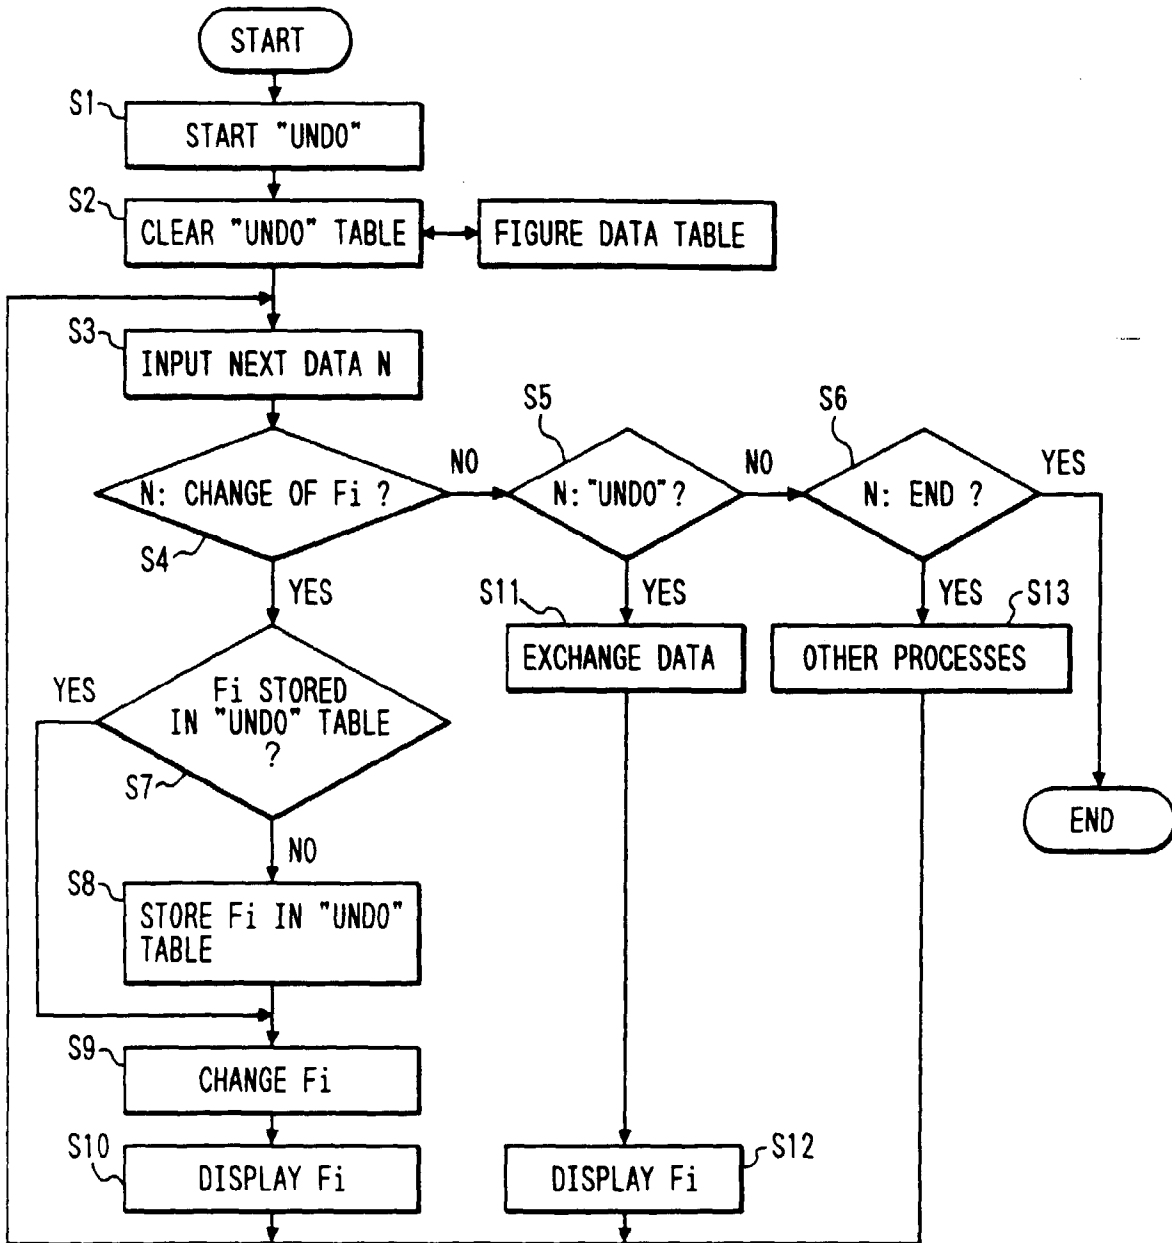 START
S1
START "UNDO"
S2
CLEAR "UNDO" TABLE
FIGURE DATA TABLE
S3
INPUT NEXT DATA N
S5
S6
N: CHANGE OF Fi ?
NO
N: "UNDO" ?
NO
N: END ?
YES
S4
YES
S11
YES
YES
S13
EXCHANGE DATA
OTHER PROCESSES
YES
Fi STORED
IN "UNDO" TABLE
?
S7
NO
END
S8
STORE Fi IN "UNDO"
TABLE
S9
CHANGE Fi
S10
DISPLAY Fi
DISPLAY Fi
S12